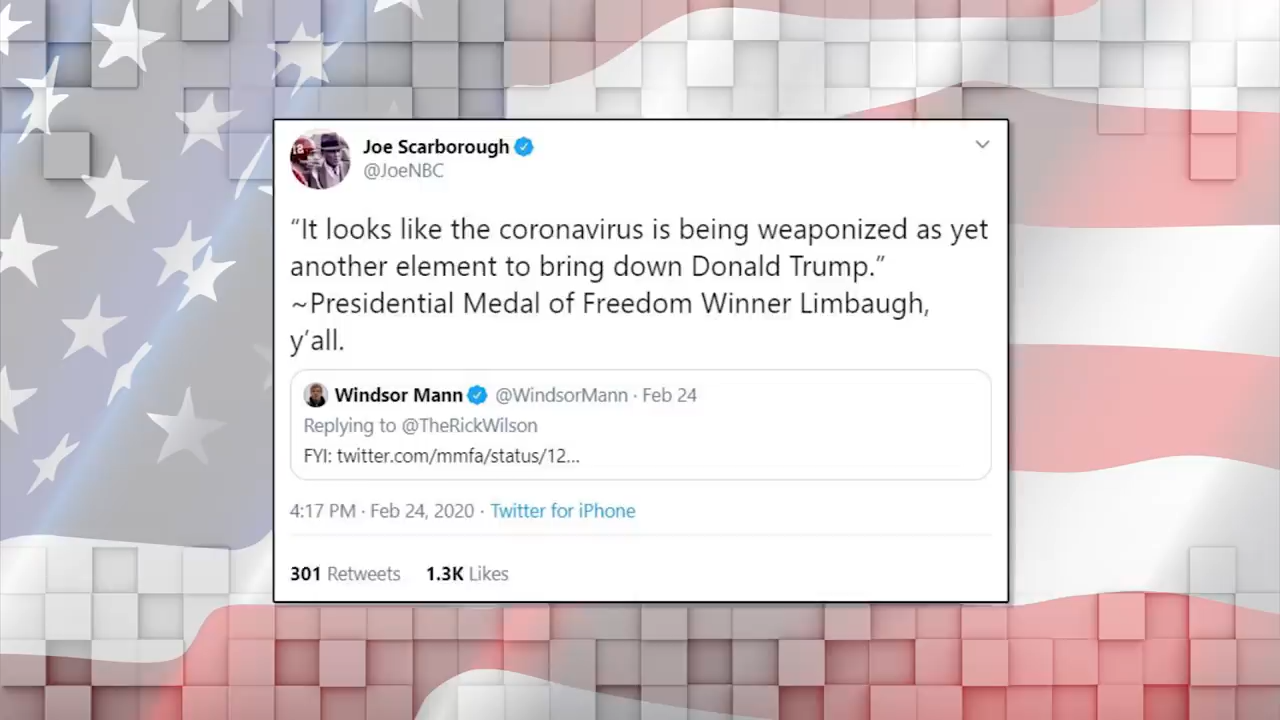 Joe Scarborough
@JoeNBC
“It looks like the coronavirus is being weaponized as yet
another element to bring down Donald Trump.”
~Presidential Medal of Freedom Winner Limbaugh,
y’all.
Windsor Mann @WindsorMann · Feb 24
Replying to @TheRickWilson
FYI: twitter.com/mmfa/status/12...
4:17 PM · Feb 24, 2020 · Twitter for iPhone
301 Retweets 1.3K Likes